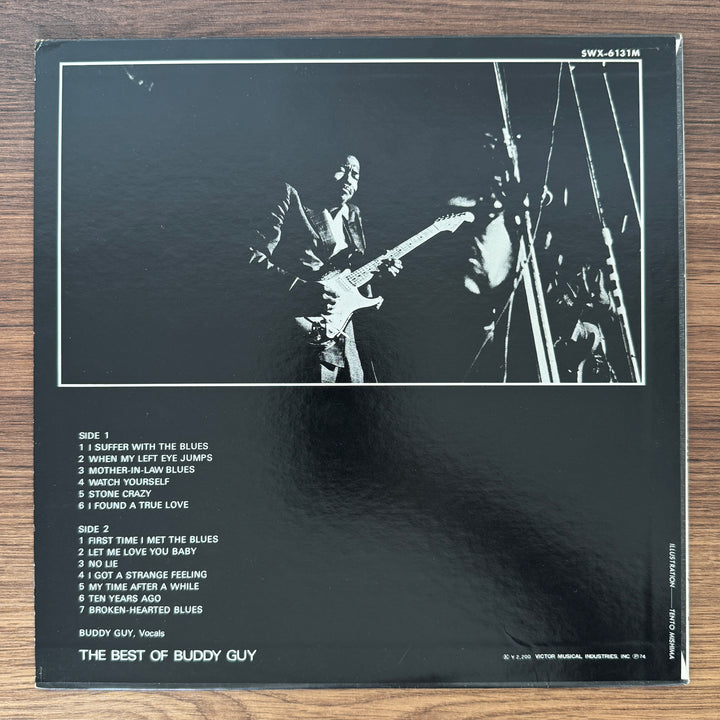 SWX-6131M
SIDE 1
1 I SUFFER WITH THE BLUES
2 WHEN MY LEFT EYE JUMPS
3 MOTHER-IN-LAW BLUES
4 WATCH YOURSELF
5 STONE CRAZY
6 I FOUND A TRUE LOVE
SIDE 2
1 FIRST TIME I MET THE BLUES
2 LET ME LOVE YOU BABY
3 NO LIE
4 I GOT A STRANGE FEELING
5 MY TIME AFTER A WHILE
6 TEN YEARS AGO
7 BROKEN-HEARTED BLUES
BUDDY GUY, Vocals
THE BEST OF BUDDY GUY
Ⓚ ¥2,200 VICTOR MUSICAL INDUSTRIES, INC Ⓟ74
ILLUSTRATION — TENTO MISHIMA